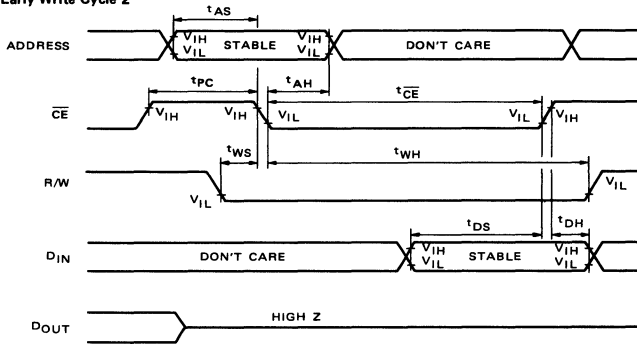 Early Write Cycle 2
tAS
ADDRESS
VIH VIL STABLE VIH VIL DON'T CARE
tPC tAH tCE
CE VIH VIH VIL VIL VIH
tWS tWH
R/W VIL VIL
tDS tDH
DIN DON'T CARE VIH VIL STABLE VIH VIL
DOUT HIGH Z